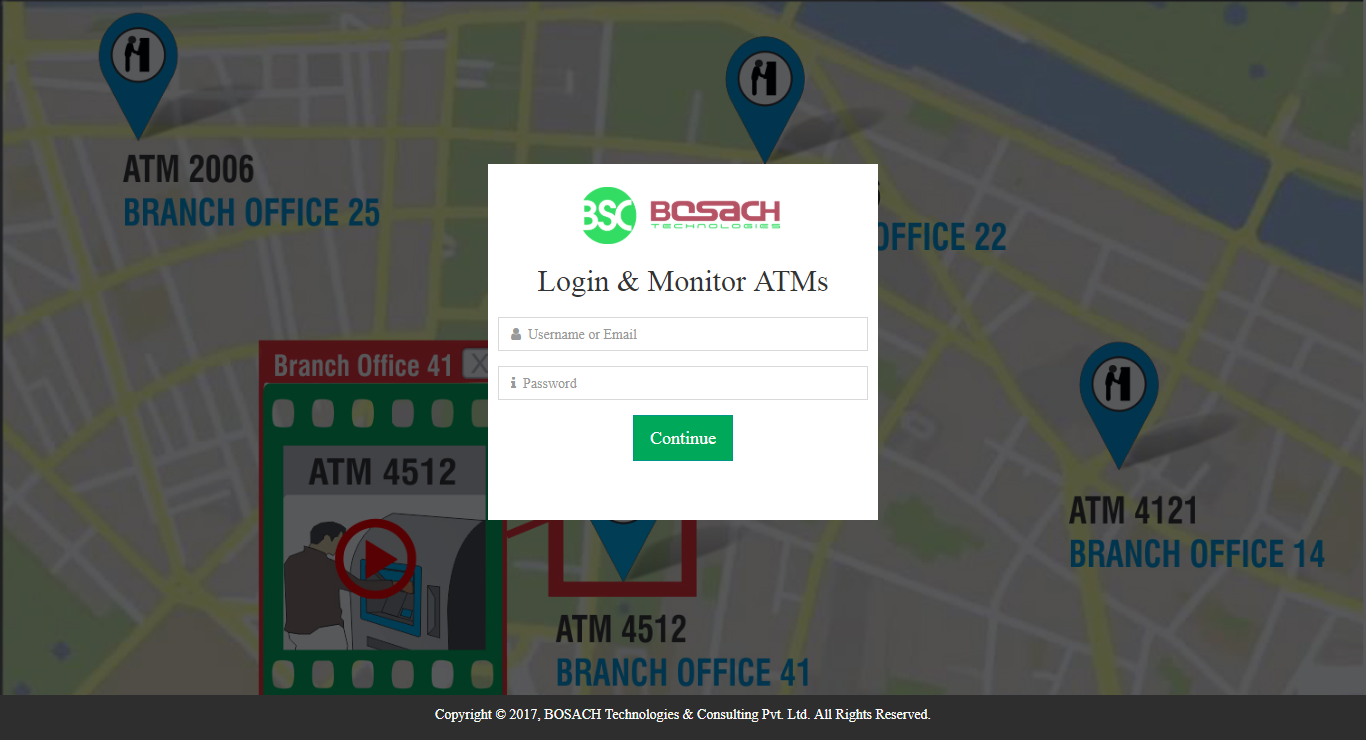 ATM 2006
BRANCH OFFICE 25
OFFICE 22
BSC
BOSACH
TECHNOLOGIES
Login & Monitor ATMs
Username or Email
Password
Continue
Branch Office 41 X
ATM 4512
ATM 4121
BRANCH OFFICE 14
ATM 4512
BRANCH OFFICE 41
Copyright © 2017, BOSACH Technologies & Consulting Pvt. Ltd. All Rights Reserved.